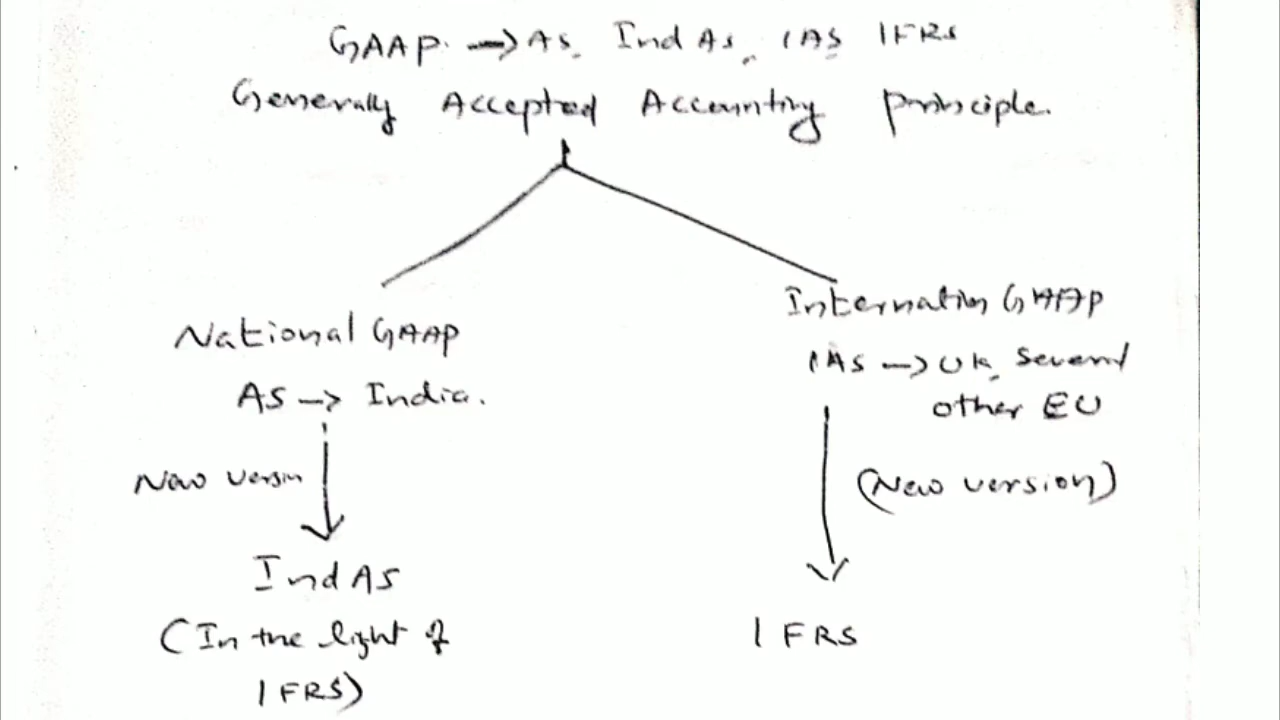 GAAP. → AS, Ind AS, IAS IFRS
Generally Accepted Accounting Principle.
National GAAP
AS → India.
New version
Ind AS
(In the light of
IFRS)
Internation GAAP
IAS → UK, Several
other EU
(New version)
IFRS